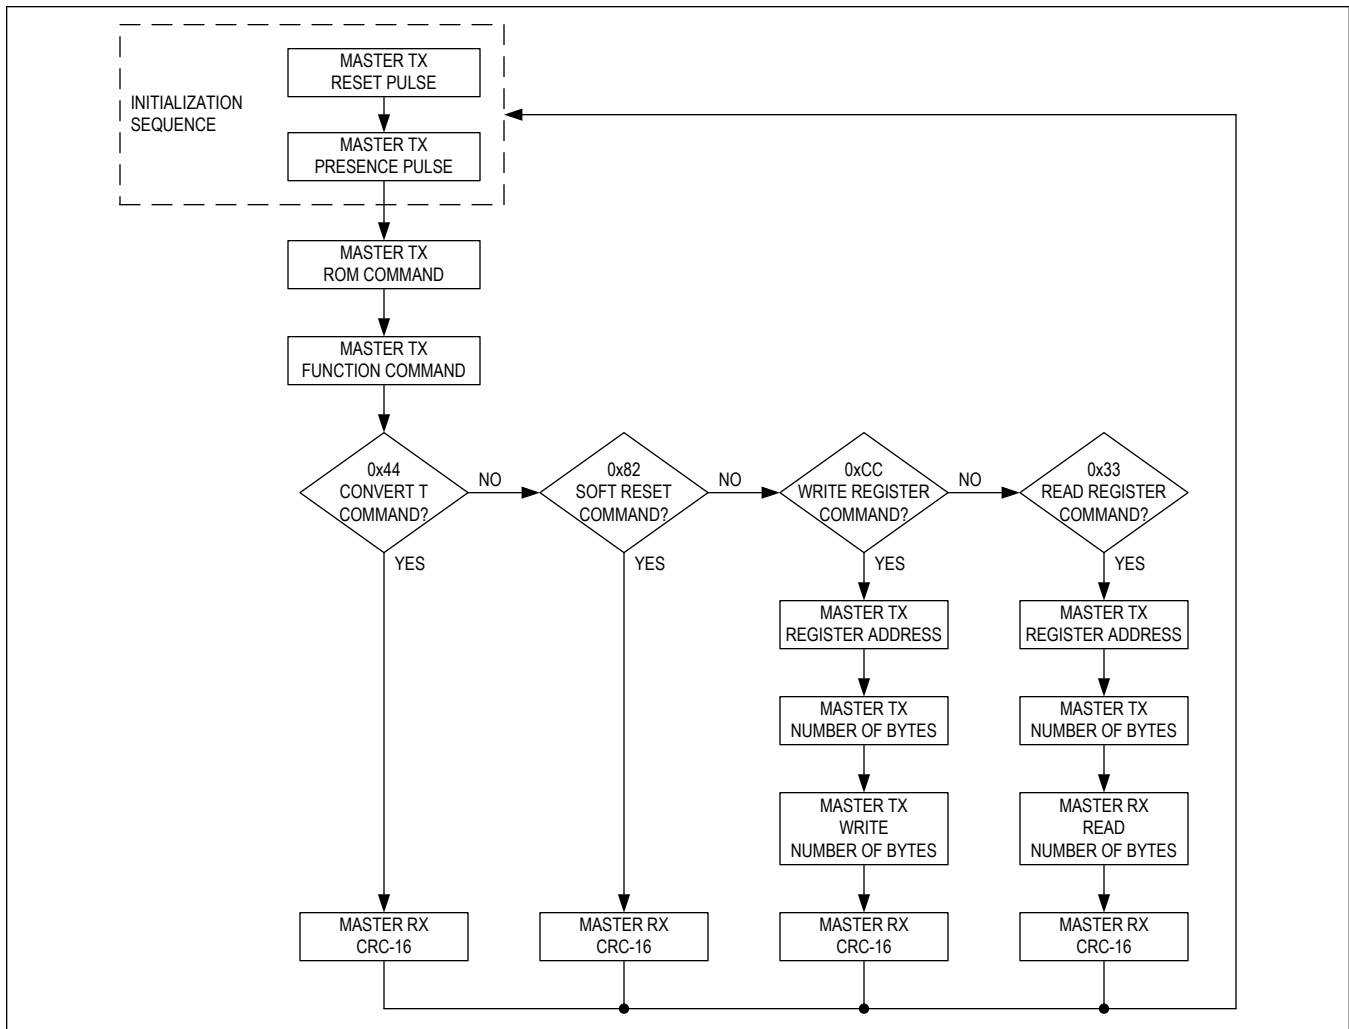 MASTER TX
RESET PULSE
INITIALIZATION
SEQUENCE
MASTER TX
PRESENCE PULSE
MASTER TX
ROM COMMAND
MASTER TX
FUNCTION COMMAND
0x44
CONVERT T
COMMAND?
NO
YES
0x82
SOFT RESET
COMMAND?
NO
YES
0xCC
WRITE REGISTER
COMMAND?
NO
YES
0x33
READ REGISTER
COMMAND?
YES
MASTER TX
REGISTER ADDRESS
MASTER TX
NUMBER OF BYTES
MASTER TX
WRITE
NUMBER OF BYTES
MASTER TX
REGISTER ADDRESS
MASTER TX
NUMBER OF BYTES
MASTER RX
READ
NUMBER OF BYTES
MASTER RX
CRC-16
MASTER RX
CRC-16
MASTER RX
CRC-16
MASTER RX
CRC-16